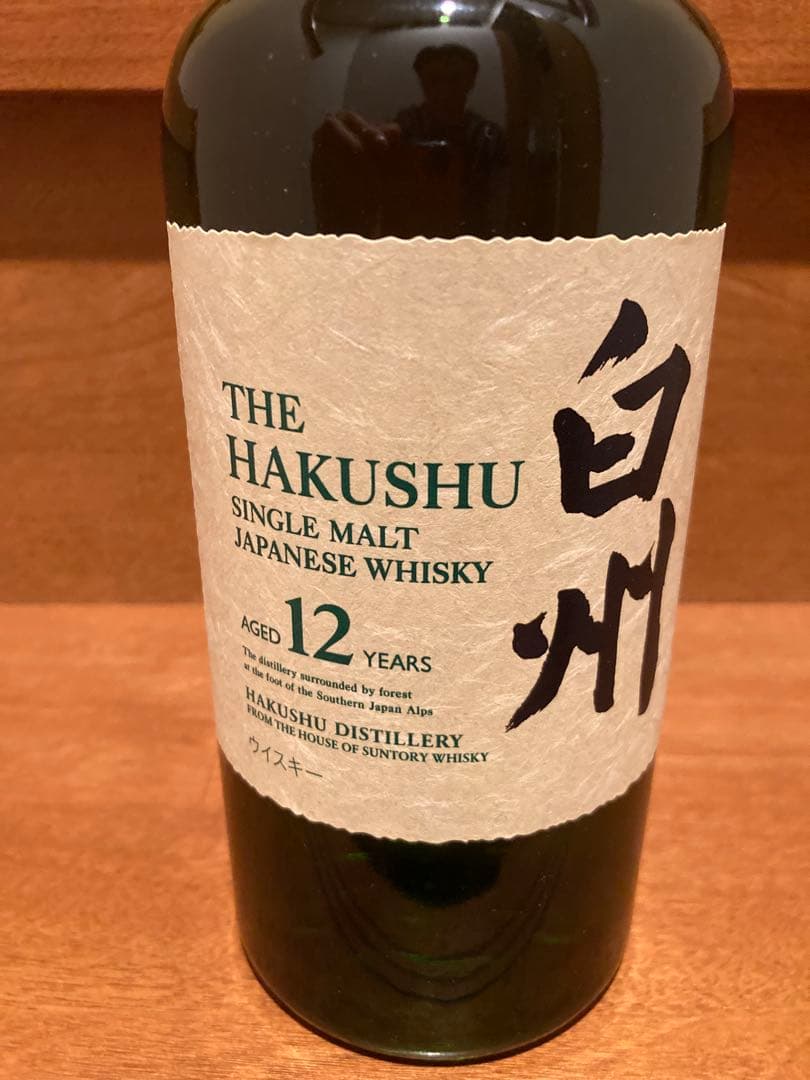 THE
HAKUSHU
SINGLE MALT
JAPANESE WHISKY
AGED 12 YEARS
The distillery surrounded by forest
at the foot of the Southern Japan Alps
HAKUSHU DISTILLERY
FROM THE HOUSE OF SUNTORY WHISKY
ウイスキー
白州